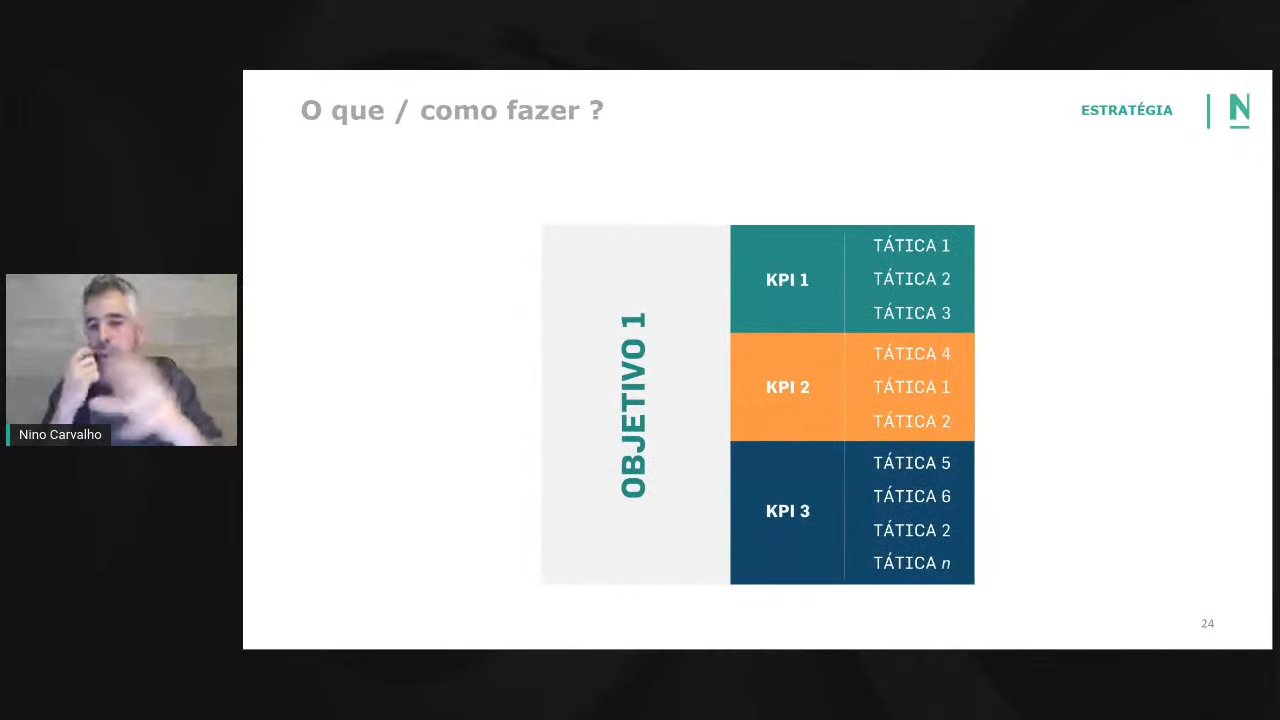 O que / como fazer ?
ESTRATÉGIA
N
OBJETIVO 1
KPI 1
TÁTICA 1
TÁTICA 2
TÁTICA 3
KPI 2
TÁTICA 4
TÁTICA 1
TÁTICA 2
KPI 3
TÁTICA 5
TÁTICA 6
TÁTICA 2
TÁTICA n
24
Nino Carvalho